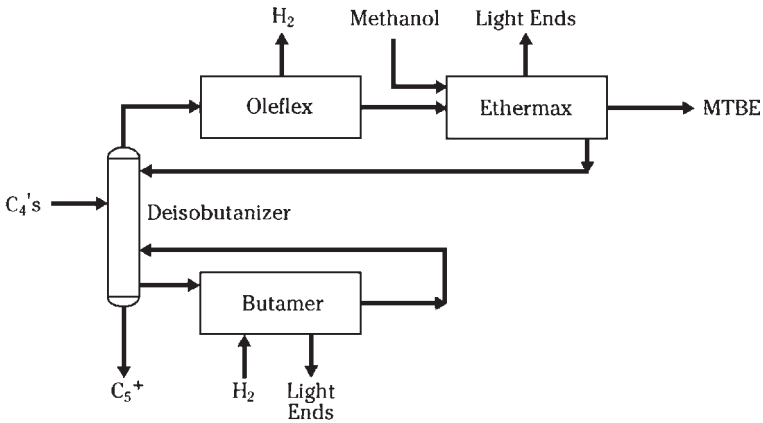 H₂
Methanol
Light Ends
Oleflex
Ethermax
MTBE
C₄'s
Deisobutanizer
Butamer
C₅⁺
H₂
Light
Ends